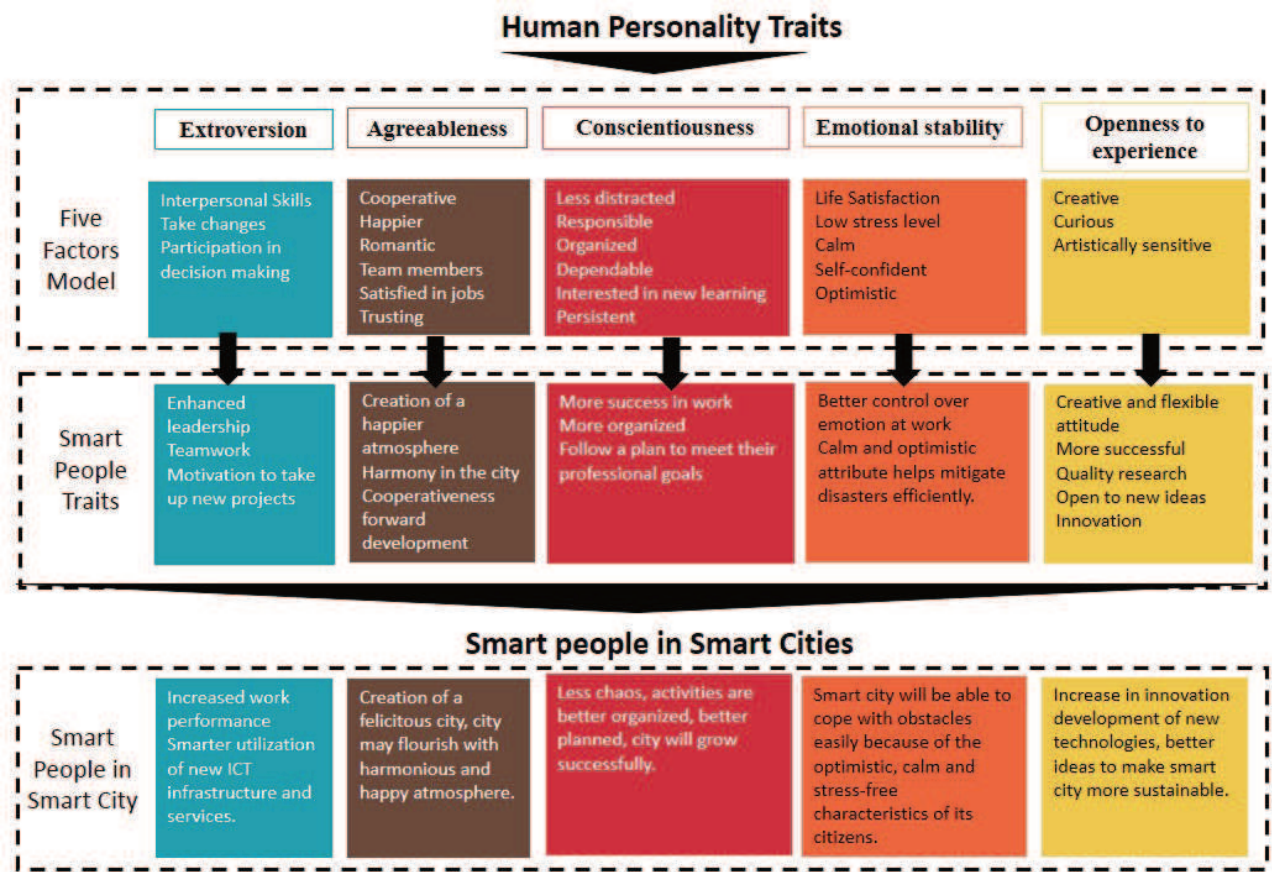 Human Personality Traits
Extroversion
Agreeableness
Conscientiousness
Emotional stability
Openness to
experience
Five
Factors
Model
Interpersonal Skills
Take changes
Participation in
decision making
Cooperative
Happier
Romantic
Team members
Satisfied in jobs
Trusting
Less distracted
Responsible
Organized
Dependable
Interested in new learning
Persistent
Life Satisfaction
Low stress level
Calm
Self-confident
Optimistic
Creative
Curious
Artistically sensitive
Smart
People
Traits
Enhanced
leadership
Teamwork
Motivation to take
up new projects
Creation of a
happier
atmosphere
Harmony in the city
Cooperativeness
forward
development
More success in work
More organized
Follow a plan to meet their
professional goals
Better control over
emotion at work
Calm and optimistic
attribute helps mitigate
disasters efficiently.
Creative and flexible
attitude
More successful
Quality research
Open to new ideas
Innovation
Smart people in Smart Cities
Smart
People in
Smart City
Increased work
performance
Smarter utilization
of new ICT
infrastructure and
services.
Creation of a
felicitous city, city
may flourish with
harmonious and
happy atmosphere.
Less chaos, activities are
better organized, better
planned, city will grow
successfully.
Smart city will be able to
cope with obstacles
easily because of the
optimistic, calm and
stress-free
characteristics of its
citizens.
Increase in innovation
development of new
technologies, better
ideas to make smart
city more sustainable.